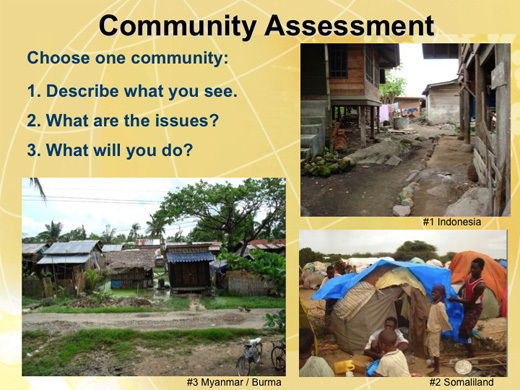 Community Assessment
Choose one community:
1. Describe what you see.
2. What are the issues?
3. What will you do?
#1 Indonesia
#3 Myanmar / Burma
#2 Somaliland